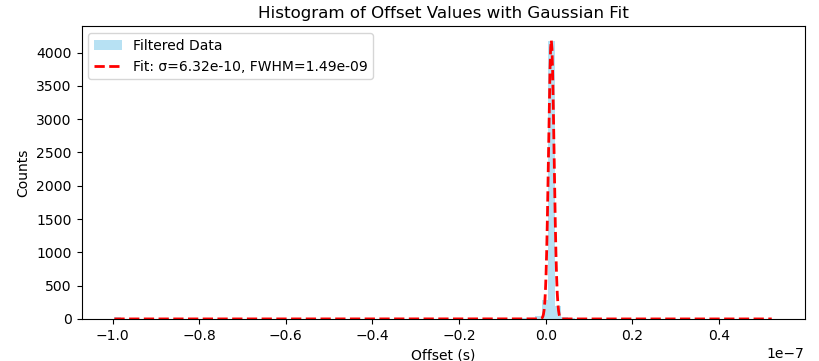 Histogram of Offset Values with Gaussian Fit
Filtered Data
Fit: σ=6.32e-10, FWHM=1.49e-09
4000
3500
3000
2500
2000
1500
1000
500
0
Counts
−1.0 −0.8 −0.6 −0.4 −0.2 0.0 0.2 0.4
1e−7
Offset (s)